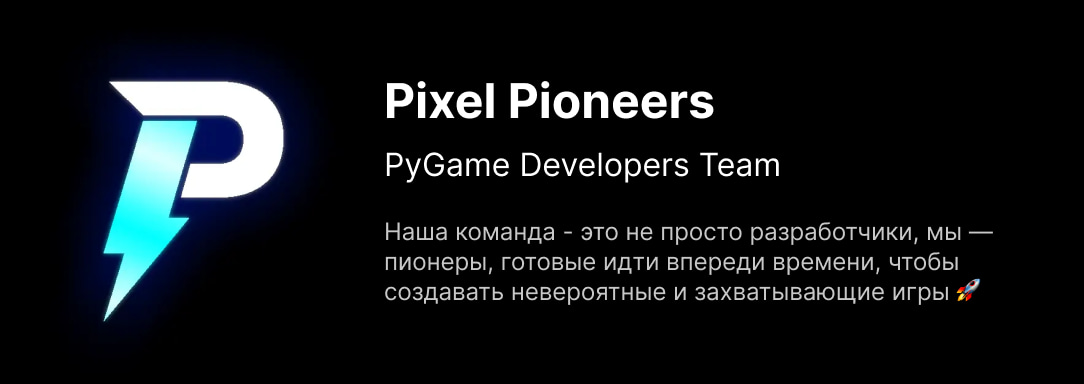 Pixel Pioneers
PyGame Developers Team
Наша команда - это не просто разработчики, мы —
пионеры, готовые идти впереди времени, чтобы
создавать невероятные и захватывающие игры 🚀